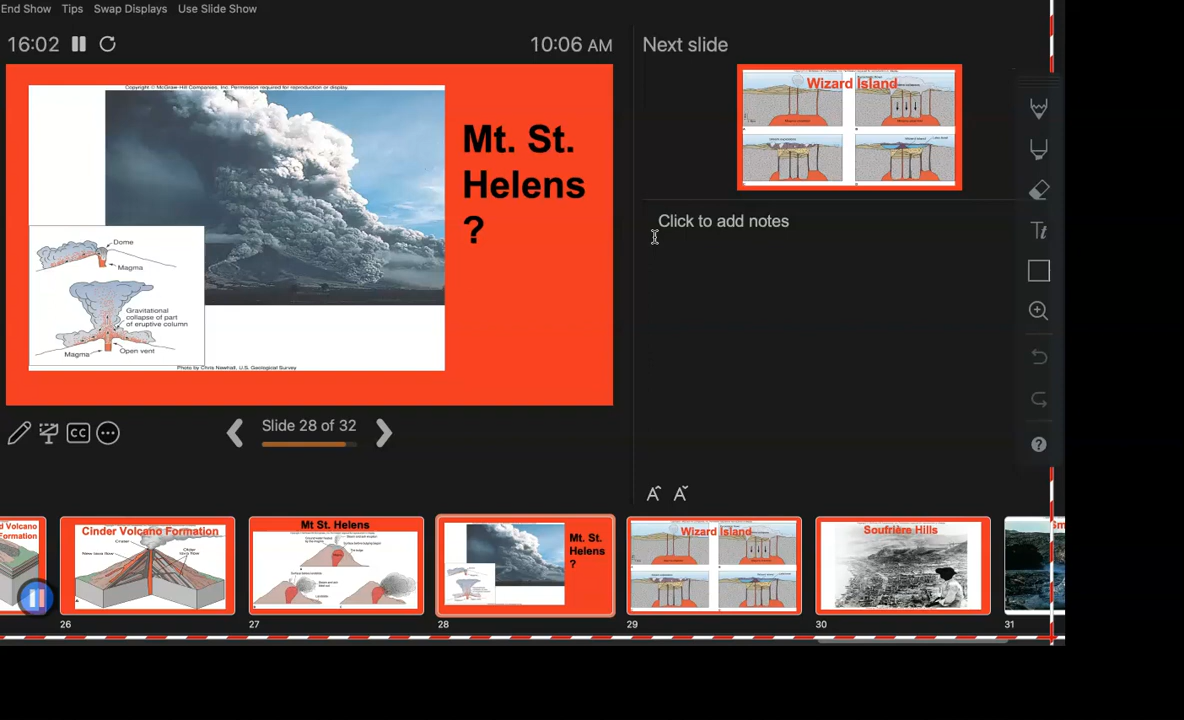 End Show Tips Swap Displays Use Slide Show
16:02
10:06 AM
Next slide
Copyright © McGraw-Hill Companies, Inc. Permission required for reproduction or display.
Mt. St.
Helens
?
Dome
Magma
Gravitational
collapse of part
of eruptive column
Magma
Open vent
Photo by Chris Newhall, U.S. Geological Survey
Wizard Island
Click to add notes
CC
Slide 28 of 32
Volcano
Formation
Cinder Volcano Formation
Cinder
Mt St. Helens
Mt. St.
Helens
?
Wizard Island
Soufrière Hills
26
27
28
29
30
31